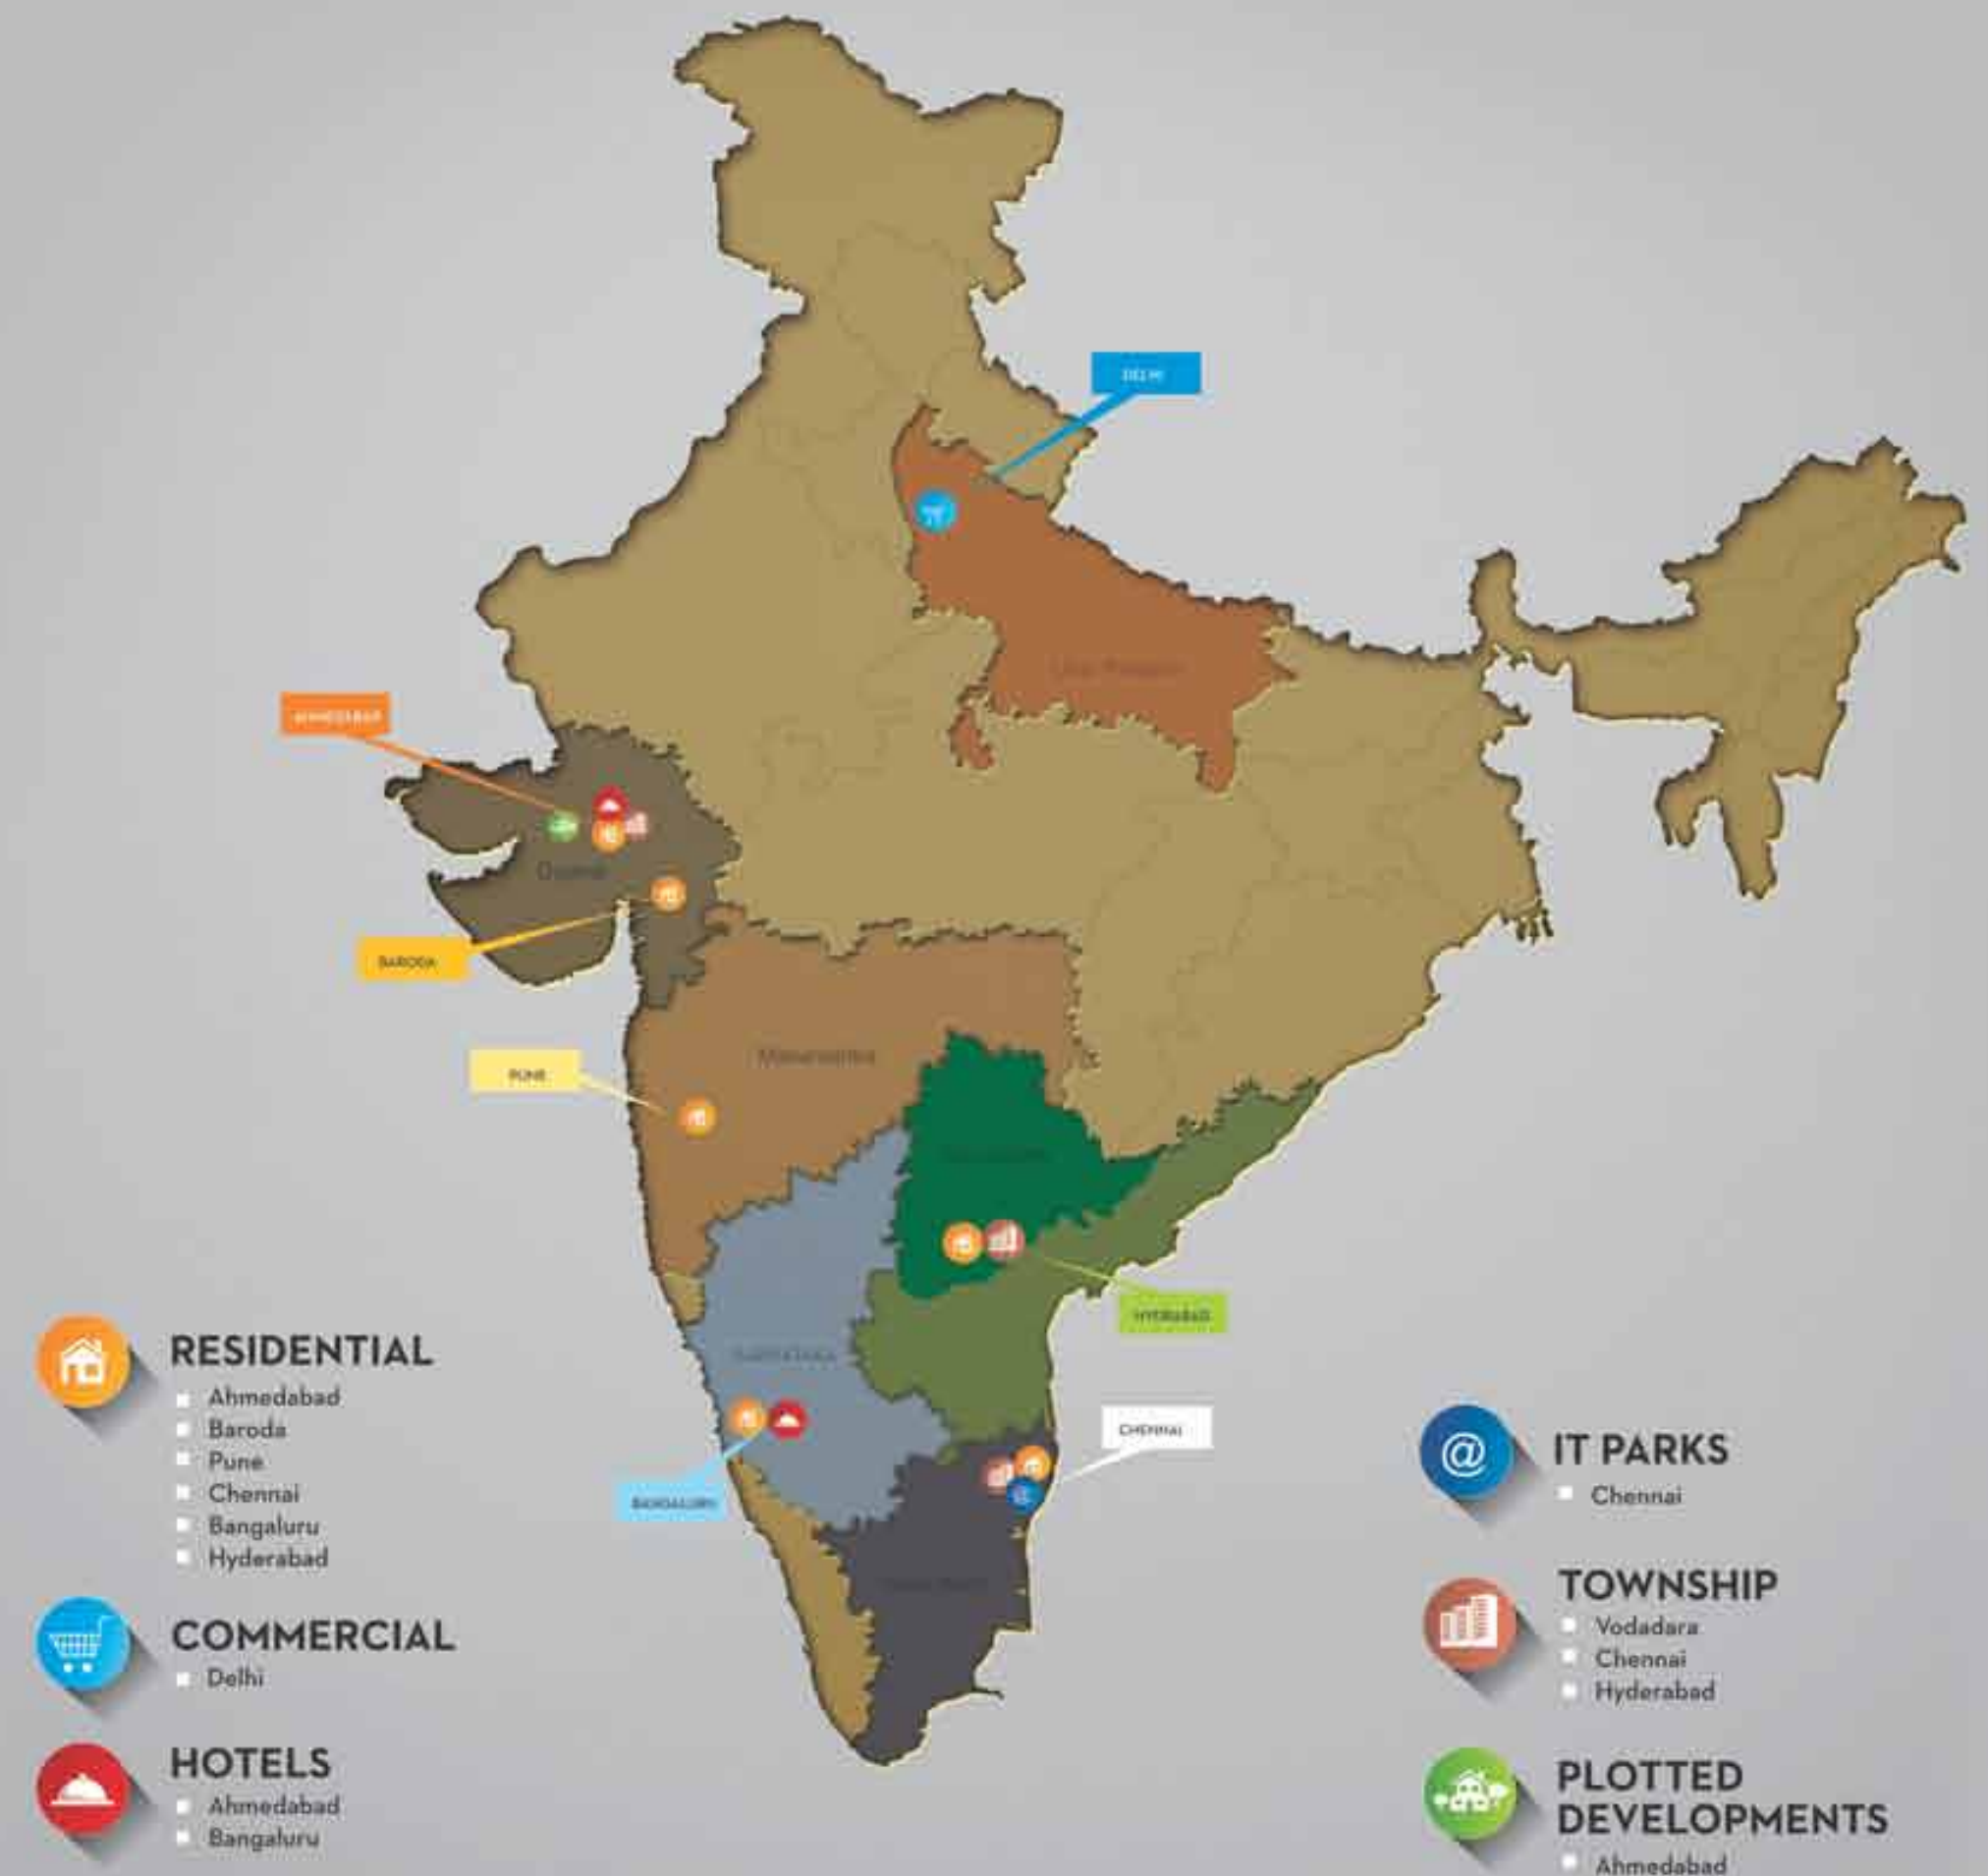 DELHI
AHMEDABAD
BARODA
Maharashtra
PUNE
CHENNAI
BANGALURU
RESIDENTIAL
Ahmedabad
Baroda
Pune
Chennai
Bangaluru
Hyderabad
COMMERCIAL
Delhi
HOTELS
Ahmedabad
Bangaluru
@ IT PARKS
Chennai
TOWNSHIP
Vodadara
Chennai
Hyderabad
PLOTTED
DEVELOPMENTS
Ahmedabad